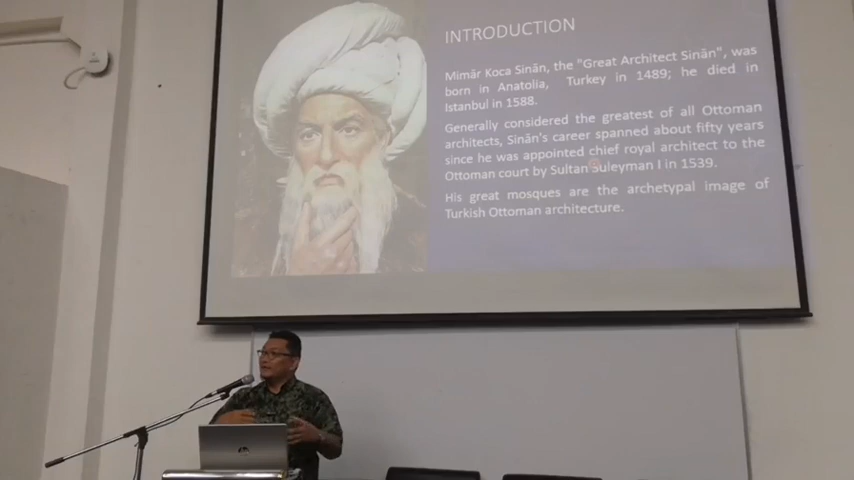 INTRODUCTION
Mimār Koca Sinān, the "Great Architect Sinān", was
born in Anatolia, Turkey in 1489; he died in
Istanbul in 1588.
Generally considered the greatest of all Ottoman
architects, Sinān's career spanned about fifty years
since he was appointed chief royal architect to the
Ottoman court by Sultan Suleyman I in 1539.
His great mosques are the archetypal image of
Turkish Ottoman architecture.